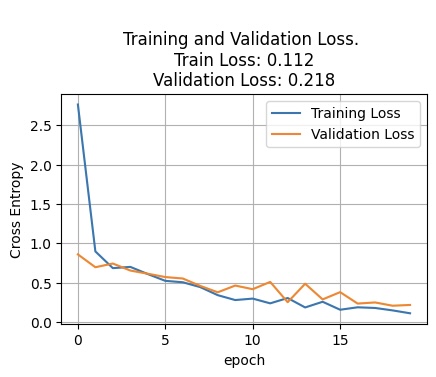 Training and Validation Loss.
Train Loss: 0.112
Validation Loss: 0.218
Training Loss
Validation Loss
2.5
2.0
1.5
1.0
0.5
0.0
Cross Entropy
0 5 10 15
epoch